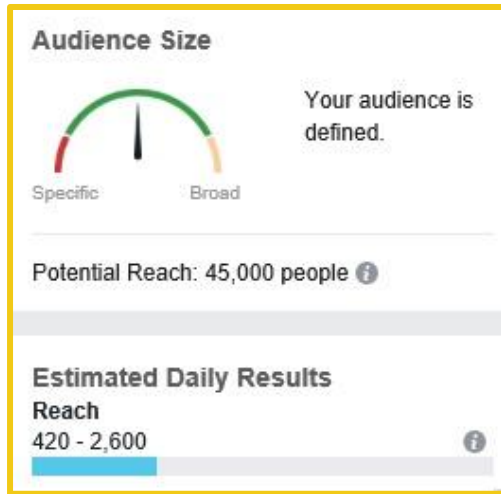 Audience Size
Your audience is
defined.
Specific
Broad
Potential Reach: 45,000 people
Estimated Daily Results
Reach
420 - 2,600